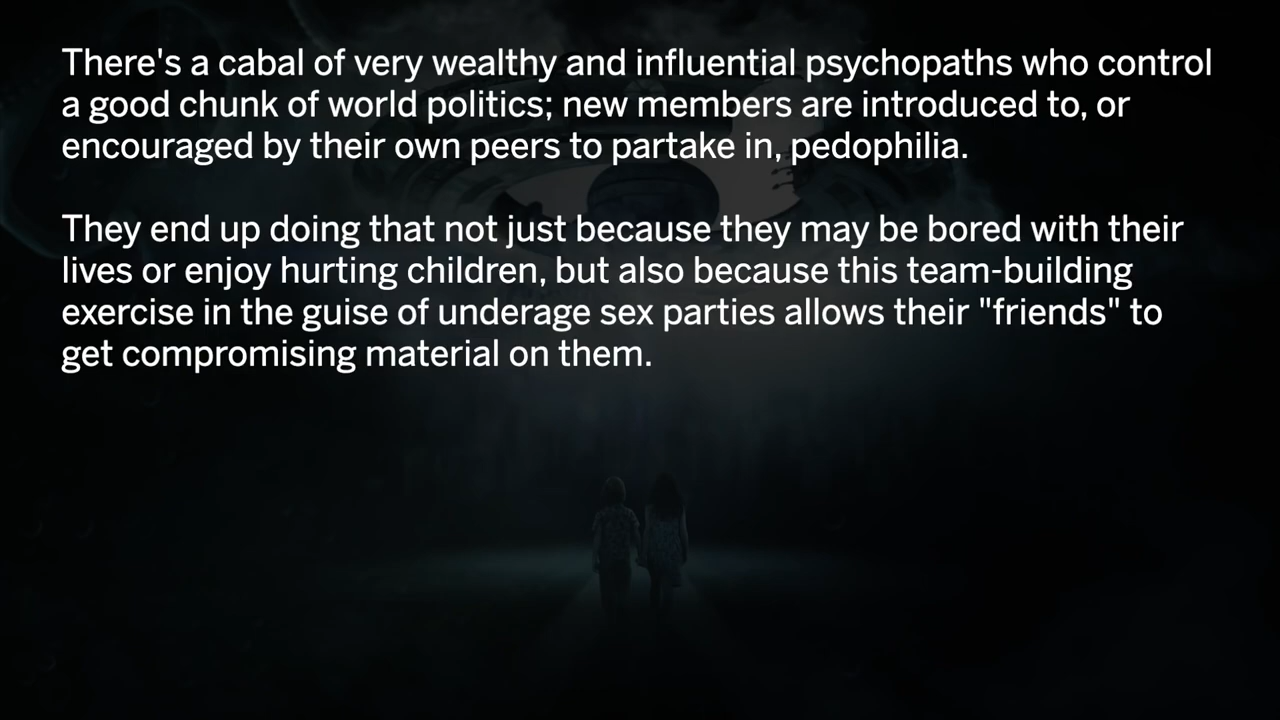 There's a cabal of very wealthy and influential psychopaths who control
a good chunk of world politics; new members are introduced to, or
encouraged by their own peers to partake in, pedophilia.
They end up doing that not just because they may be bored with their
lives or enjoy hurting children, but also because this team-building
exercise in the guise of underage sex parties allows their "friends" to
get compromising material on them.